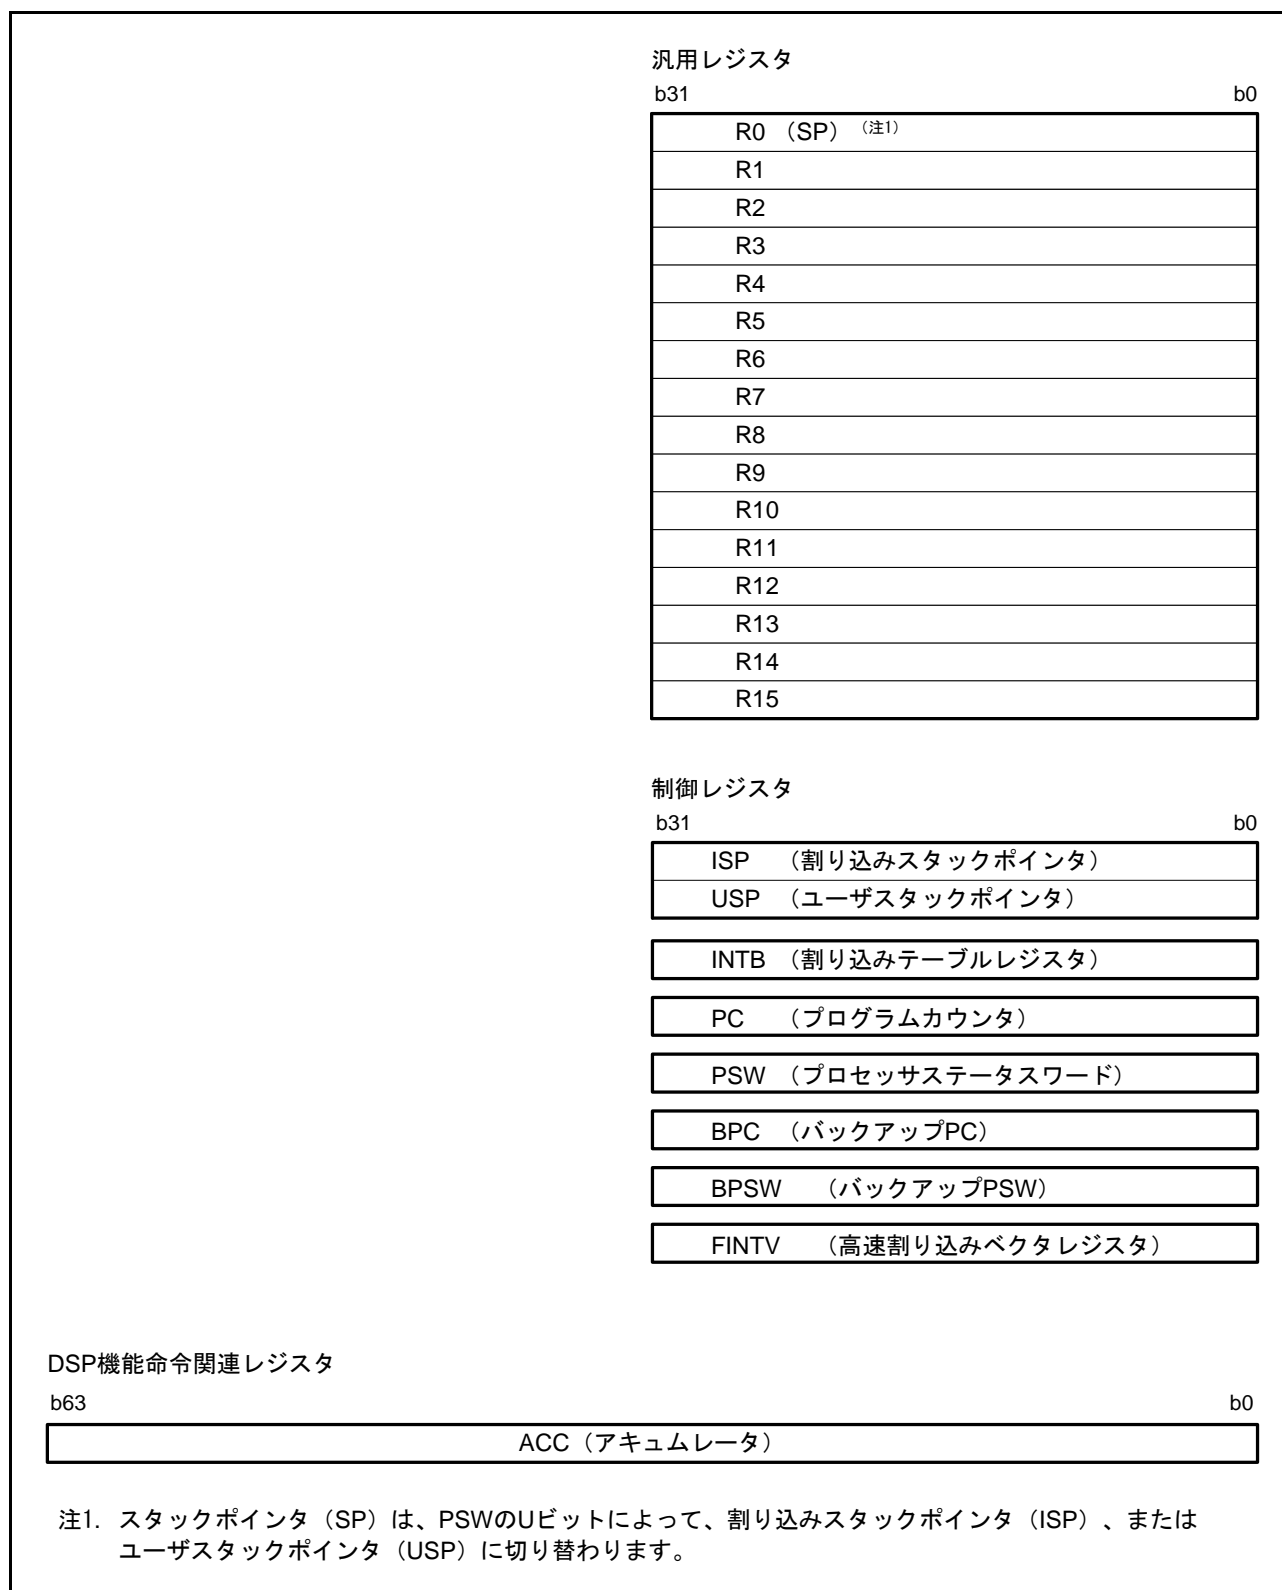 汎用レジスタ
b31 b0
R0 （SP）（注1）
R1
R2
R3
R4
R5
R6
R7
R8
R9
R10
R11
R12
R13
R14
R15
制御レジスタ
b31 b0
ISP （割り込みスタックポインタ）
USP （ユーザスタックポインタ）
INTB （割り込みテーブルレジスタ）
PC （プログラムカウンタ）
PSW （プロセッサステータスワード）
BPC （バックアップPC）
BPSW （バックアップPSW）
FINTV （高速割り込みベクタレジスタ）
DSP機能命令関連レジスタ
b63 b0
ACC（アキュムレータ）
注1. スタックポインタ（SP）は、PSWのUビットによって、割り込みスタックポインタ（ISP）、または
ユーザスタックポインタ（USP）に切り替わります。